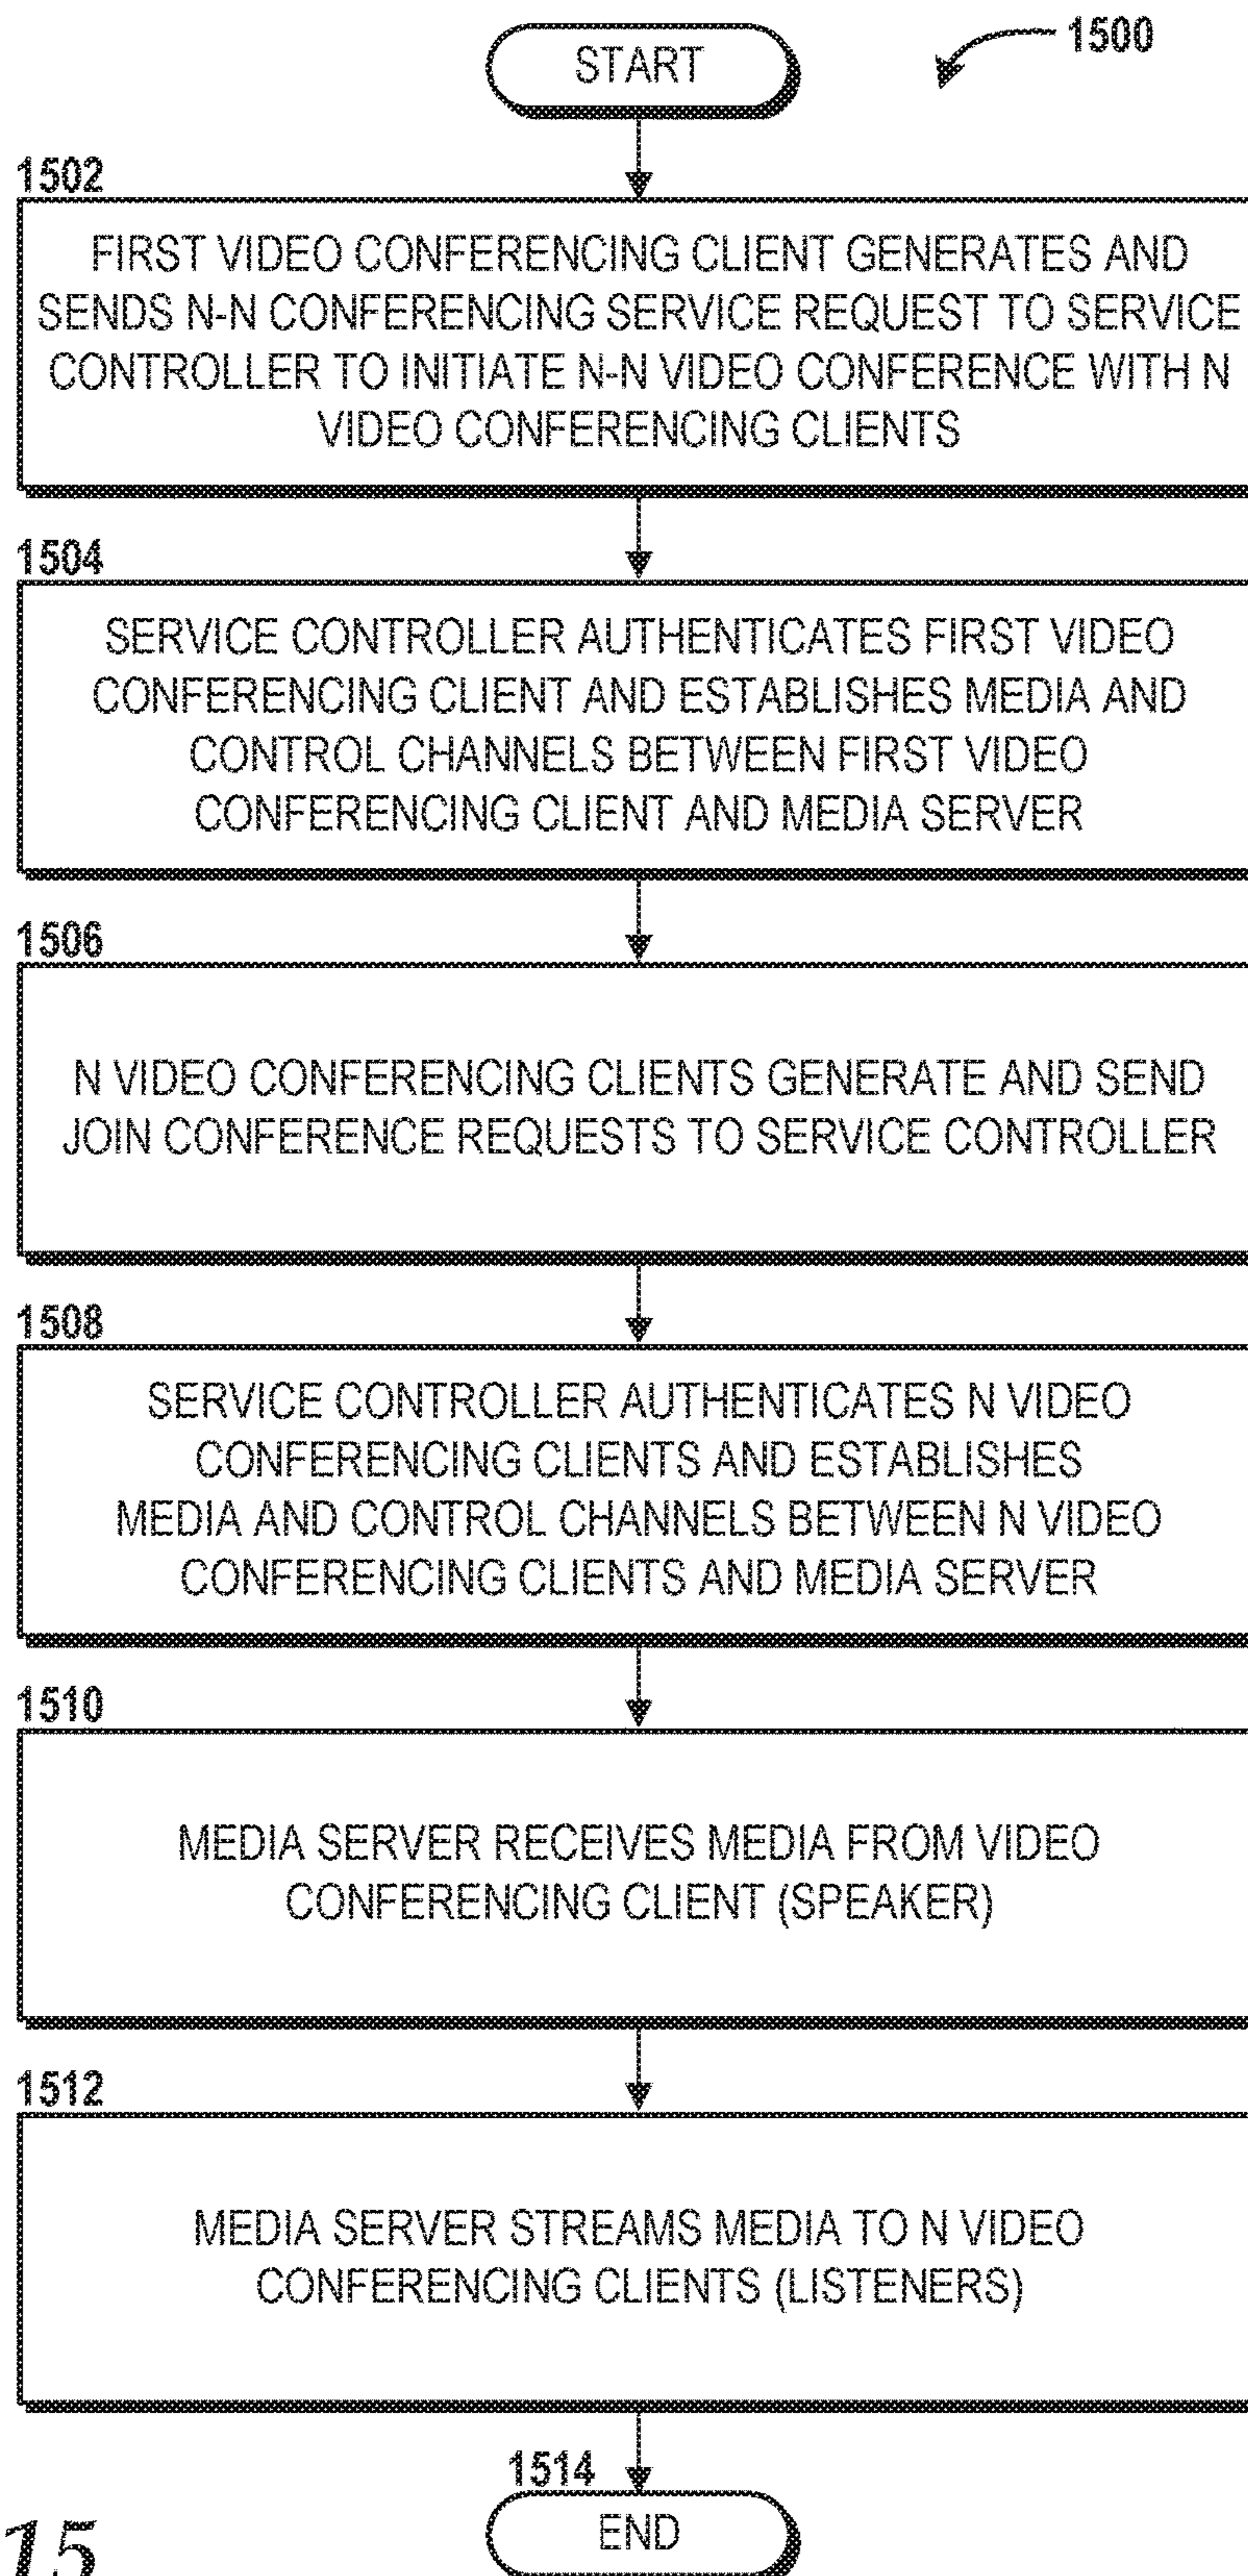 START
1500
1502
FIRST VIDEO CONFERENCING CLIENT GENERATES AND
SENDS N-N CONFERENCING SERVICE REQUEST TO SERVICE
CONTROLLER TO INITIATE N-N VIDEO CONFERENCE WITH N
VIDEO CONFERENCING CLIENTS
1504
SERVICE CONTROLLER AUTHENTICATES FIRST VIDEO
CONFERENCING CLIENT AND ESTABLISHES MEDIA AND
CONTROL CHANNELS BETWEEN FIRST VIDEO
CONFERENCING CLIENT AND MEDIA SERVER
1506
N VIDEO CONFERENCING CLIENTS GENERATE AND SEND
JOIN CONFERENCE REQUESTS TO SERVICE CONTROLLER
1508
SERVICE CONTROLLER AUTHENTICATES N VIDEO
CONFERENCING CLIENTS AND ESTABLISHES
MEDIA AND CONTROL CHANNELS BETWEEN N VIDEO
CONFERENCING CLIENTS AND MEDIA SERVER
1510
MEDIA SERVER RECEIVES MEDIA FROM VIDEO
CONFERENCING CLIENT (SPEAKER)
1512
MEDIA SERVER STREAMS MEDIA TO N VIDEO
CONFERENCING CLIENTS (LISTENERS)
1514
END
15